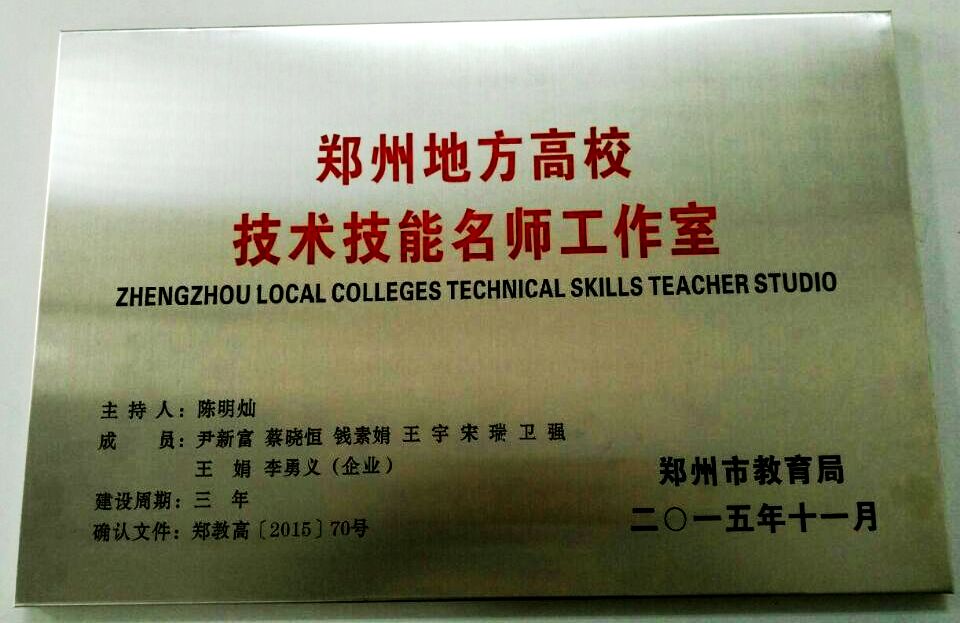 郑州地方高校
技术技能名师工作室
ZHENGZHOU LOCAL COLLEGES TECHNICAL SKILLS TEACHER STUDIO
主 持 人：陈明灿
成　　员：尹新富 蔡晓恒 钱素娟 王 宇 宋 瑞 卫 强
王 娟 李勇义（企业）
建设周期：三 年
确认文件：郑教高〔2015〕70号
郑州市教育局
二〇一五年十一月